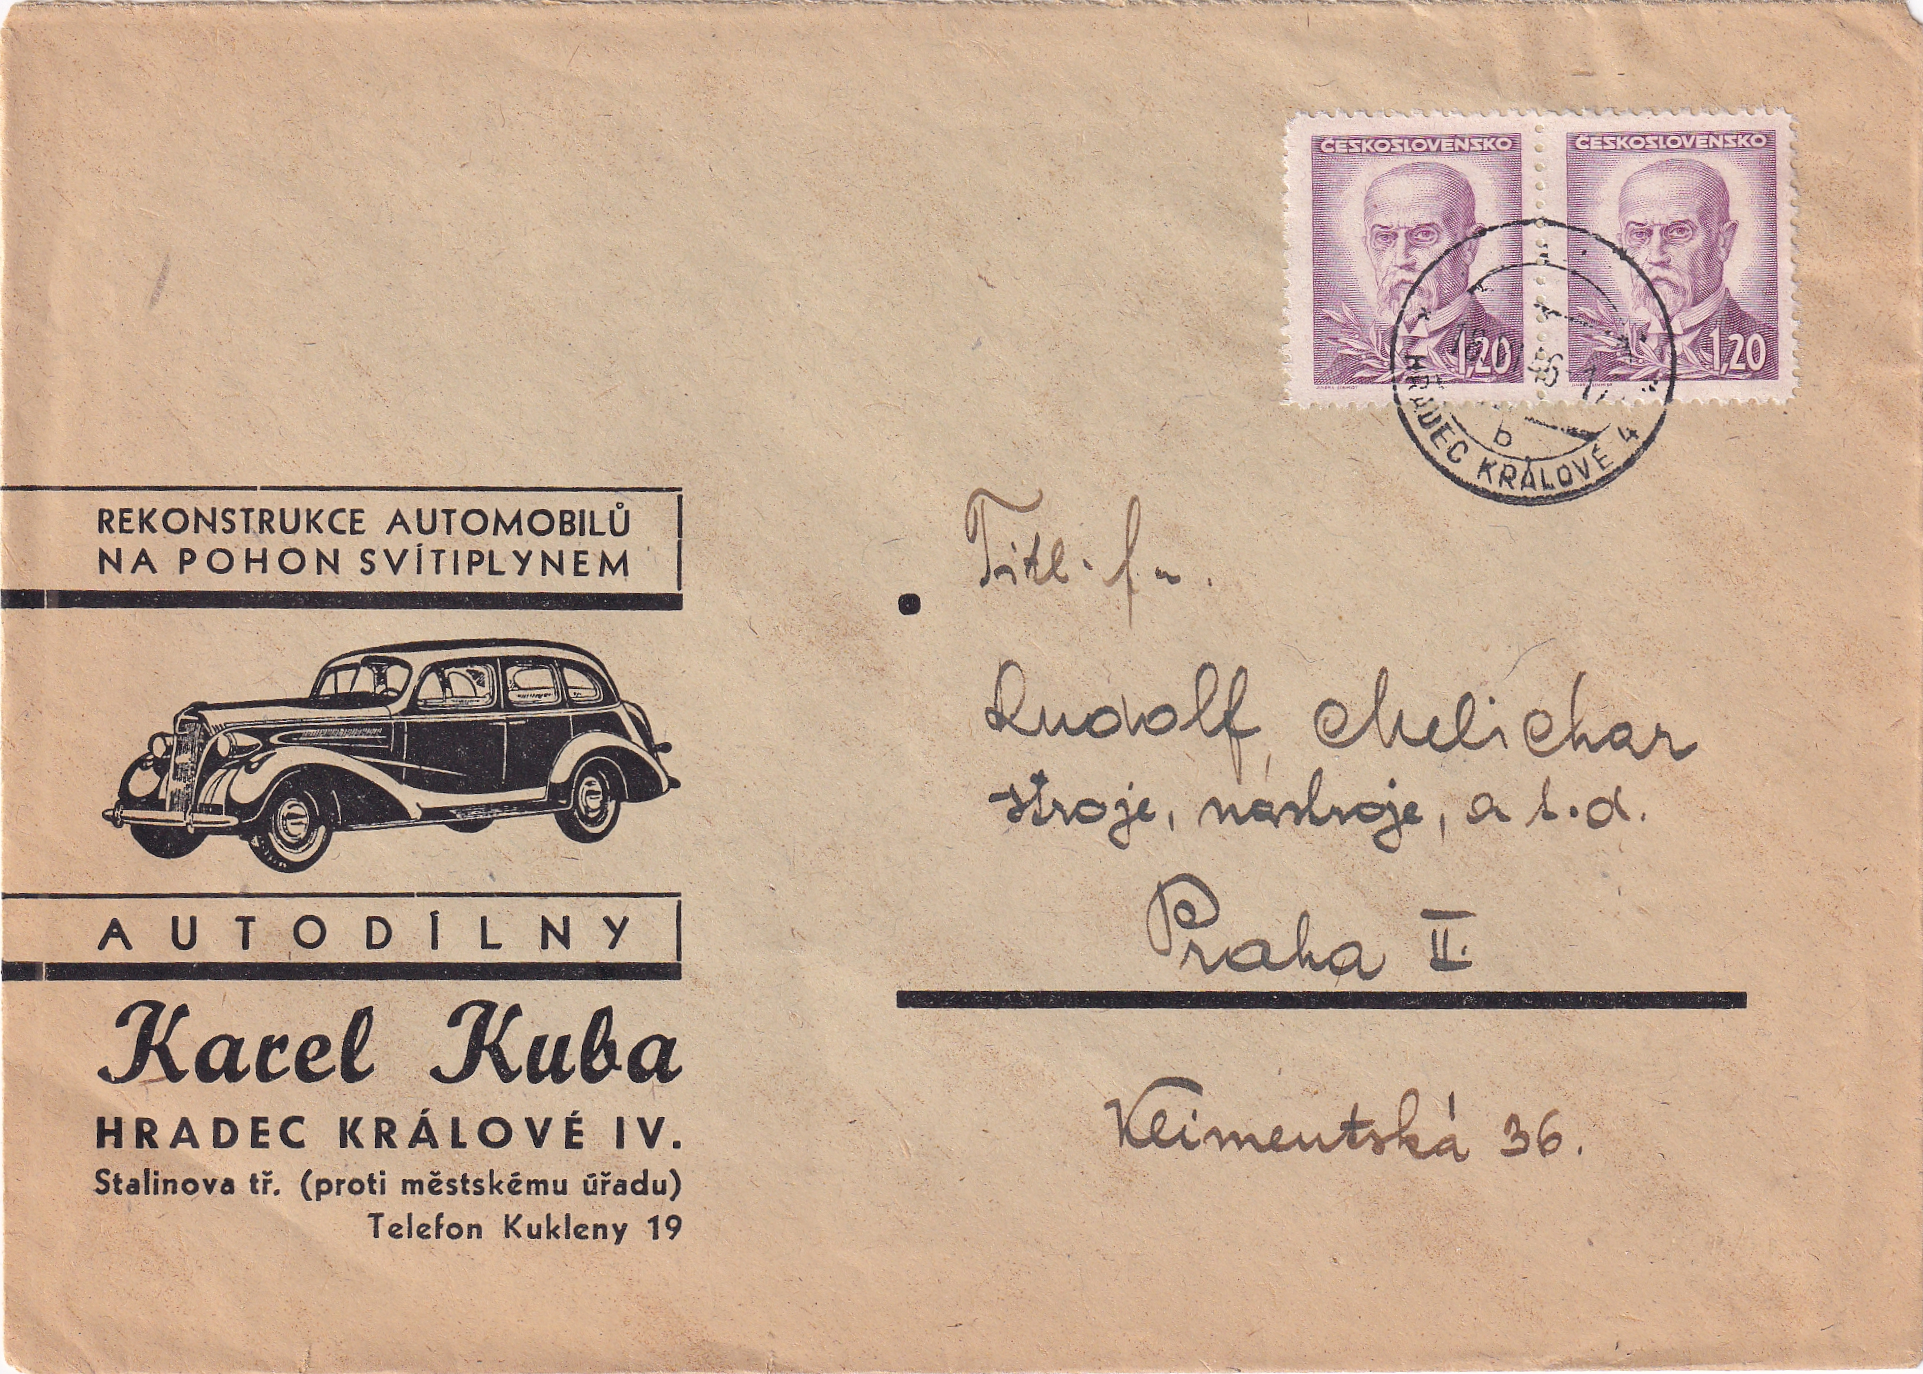 ČESKOSLOVENSKO
1,20
ČESKOSLOVENSKO
1,20
HRADEC KRÁLOVÉ 4
b
REKONSTRUKCE AUTOMOBILŮ
NA POHON SVÍTIPLYNEM
AUTODÍLNY
Karel Kuba
HRADEC KRÁLOVÉ IV.
Stalinova tř. (proti městskému úřadu)
Telefon Kukleny 19
Titl. fu.
Rudolf Melichar
stroje, nástroje, a t.d.
Praha II.
Klimentská 36.